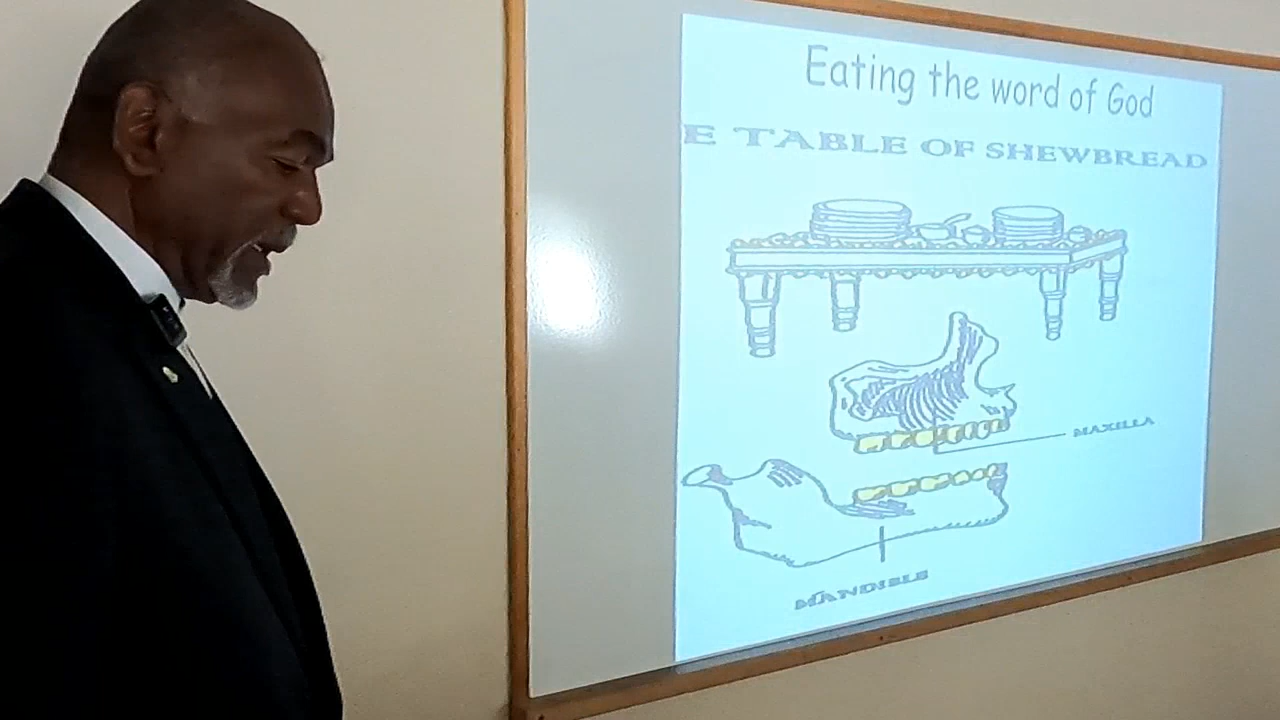 Eating the word of God
E TABLE OF SHEWBREAD
MAXILLA
MANDIBLE